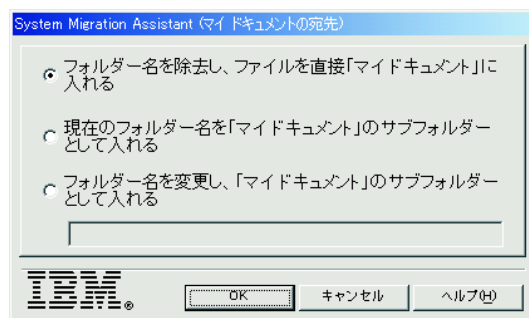 System Migration Assistant (マイ ドキュメントの宛先)
フォルダー名を除去し、ファイルを直接「マイドキュメント」に
入れる
現在のフォルダー名を「マイドキュメント」のサブフォルダー
として入れる
フォルダー名を変更し、「マイドキュメント」のサブフォルダー
として入れる
IBM® OK キャンセル ヘルプ(H)